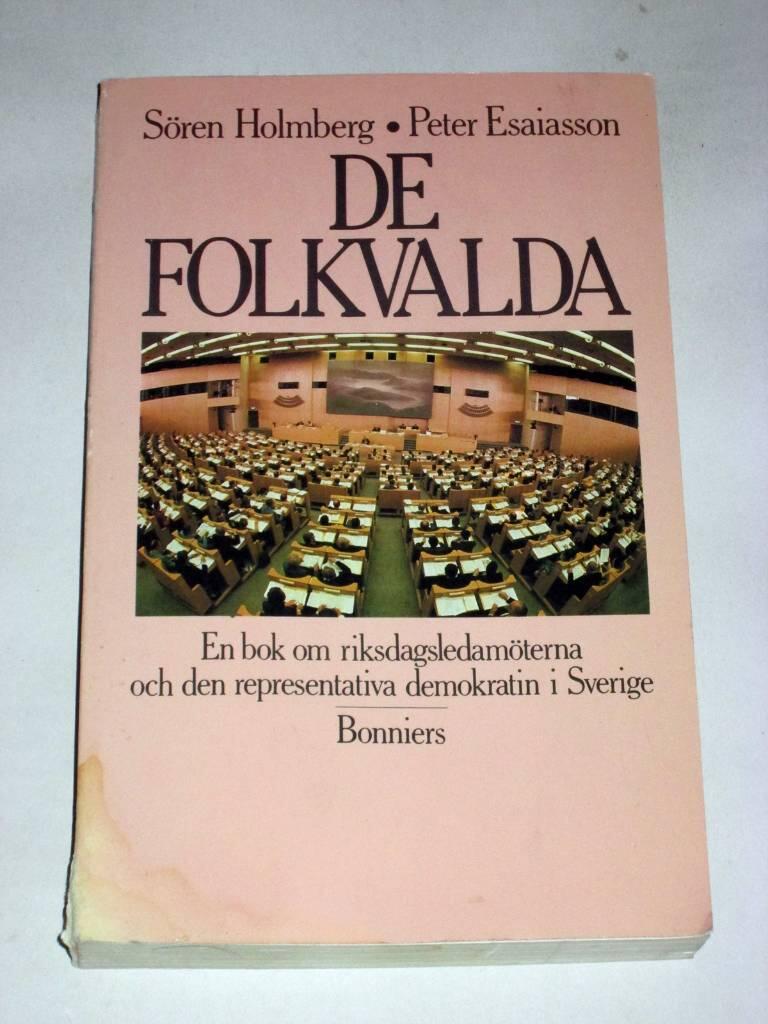 Sören Holmberg • Peter Esaiasson
DE
FOLKVALDA
En bok om riksdagsledamöterna
och den representativa demokratin i Sverige
Bonniers